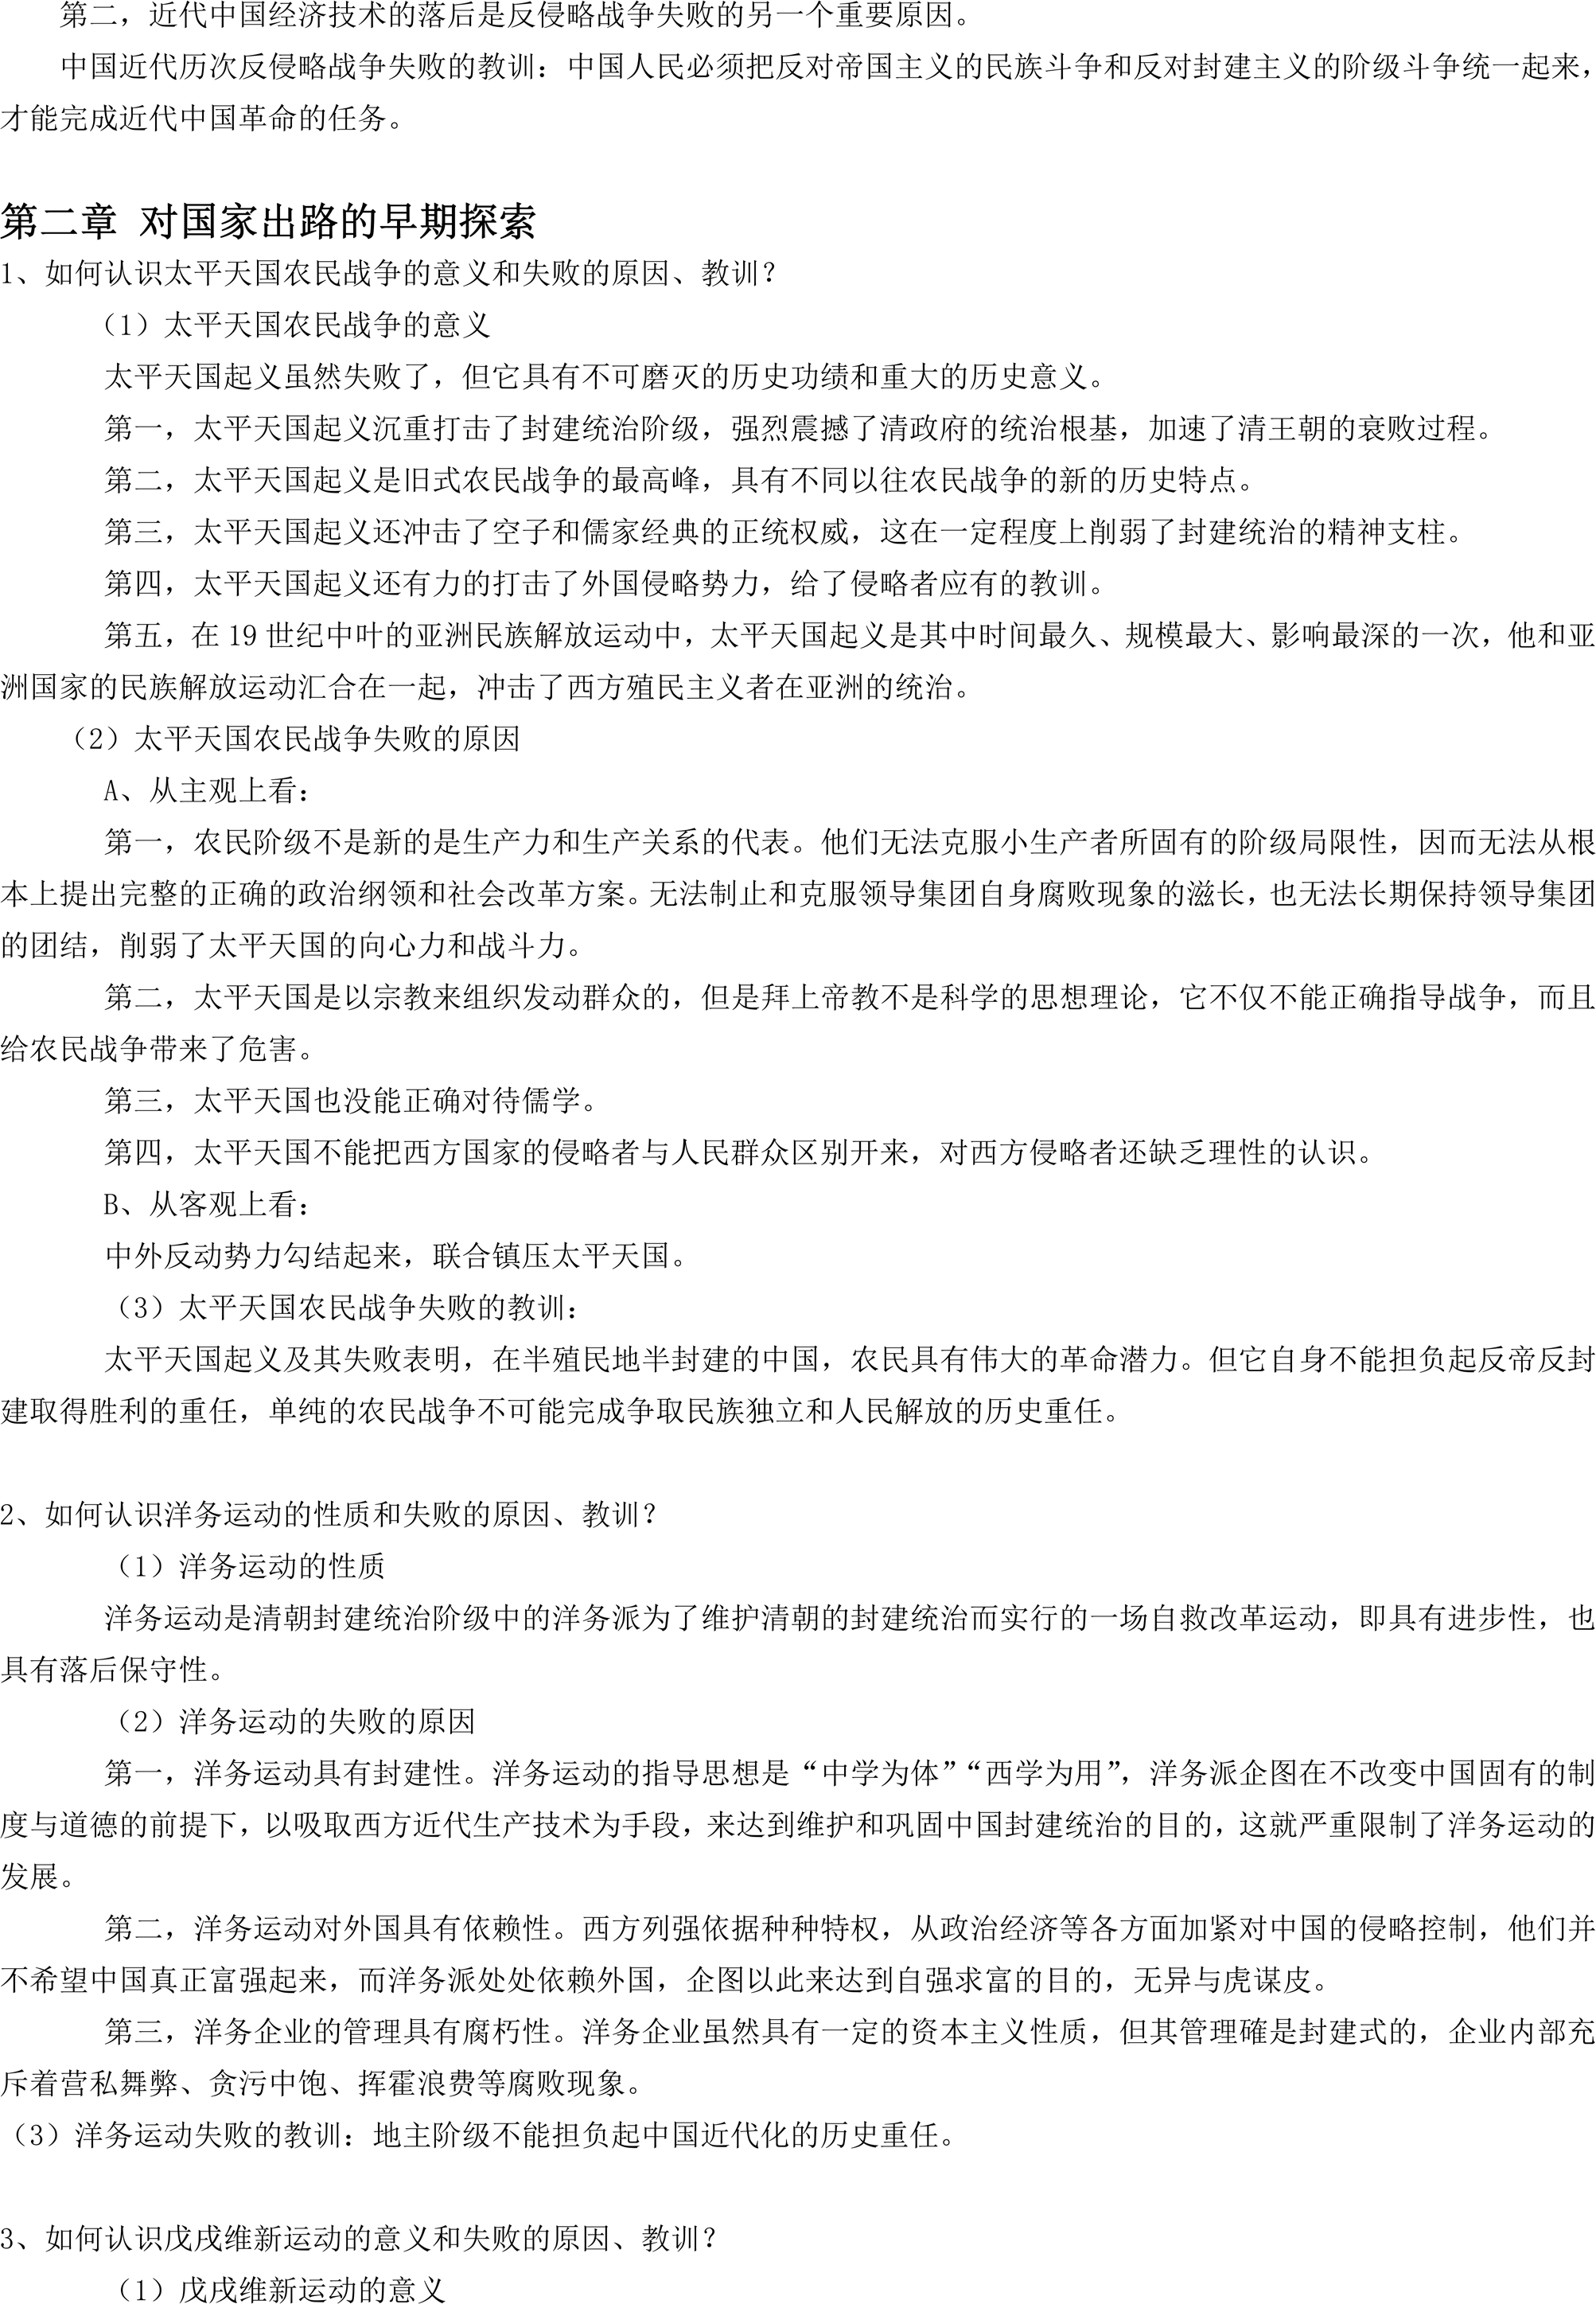 第二，近代中国经济技术的落后是反侵略战争失败的另一个重要原因。
中国近代历次反侵略战争失败的教训：中国人民必须把反对帝国主义的民族斗争和反对封建主义的阶级斗争统一起来，
才能完成近代中国革命的任务。
第二章 对国家出路的早期探索
1、如何认识太平天国农民战争的意义和失败的原因、教训？
（1）太平天国农民战争的意义
太平天国起义虽然失败了，但它具有不可磨灭的历史功绩和重大的历史意义。
第一，太平天国起义沉重打击了封建统治阶级，强烈震撼了清政府的统治根基，加速了清王朝的衰败过程。
第二，太平天国起义是旧式农民战争的最高峰，具有不同以往农民战争的新的历史特点。
第三，太平天国起义还冲击了空子和儒家经典的正统权威，这在一定程度上削弱了封建统治的精神支柱。
第四，太平天国起义还有力的打击了外国侵略势力，给了侵略者应有的教训。
第五，在 19 世纪中叶的亚洲民族解放运动中，太平天国起义是其中时间最久、规模最大、影响最深的一次，他和亚
洲国家的民族解放运动汇合在一起，冲击了西方殖民主义者在亚洲的统治。
（2）太平天国农民战争失败的原因
A、从主观上看：
第一，农民阶级不是新的是生产力和生产关系的代表。他们无法克服小生产者所固有的阶级局限性，因而无法从根
本上提出完整的正确的政治纲领和社会改革方案。无法制止和克服领导集团自身腐败现象的滋长，也无法长期保持领导集团
的团结，削弱了太平天国的向心力和战斗力。
第二，太平天国是以宗教来组织发动群众的，但是拜上帝教不是科学的思想理论，它不仅不能正确指导战争，而且
给农民战争带来了危害。
第三，太平天国也没能正确对待儒学。
第四，太平天国不能把西方国家的侵略者与人民群众区别开来，对西方侵略者还缺乏理性的认识。
B、从客观上看：
中外反动势力勾结起来，联合镇压太平天国。
（3）太平天国农民战争失败的教训：
太平天国起义及其失败表明，在半殖民地半封建的中国，农民具有伟大的革命潜力。但它自身不能担负起反帝反封
建取得胜利的重任，单纯的农民战争不可能完成争取民族独立和人民解放的历史重任。
2、如何认识洋务运动的性质和失败的原因、教训？
（1）洋务运动的性质
洋务运动是清朝封建统治阶级中的洋务派为了维护清朝的封建统治而实行的一场自救改革运动，即具有进步性，也
具有落后保守性。
（2）洋务运动的失败的原因
第一，洋务运动具有封建性。洋务运动的指导思想是“中学为体”“西学为用”，洋务派企图在不改变中国固有的制
度与道德的前提下，以吸取西方近代生产技术为手段，来达到维护和巩固中国封建统治的目的，这就严重限制了洋务运动的
发展。
第二，洋务运动对外国具有依赖性。西方列强依据种种特权，从政治经济等各方面加紧对中国的侵略控制，他们并
不希望中国真正富强起来，而洋务派处处依赖外国，企图以此来达到自强求富的目的，无异与虎谋皮。
第三，洋务企业的管理具有腐朽性。洋务企业虽然具有一定的资本主义性质，但其管理確是封建式的，企业内部充
斥着营私舞弊、贪污中饱、挥霍浪费等腐败现象。
（3）洋务运动失败的教训：地主阶级不能担负起中国近代化的历史重任。
3、如何认识戊戌维新运动的意义和失败的原因、教训？
（1）戊戌维新运动的意义